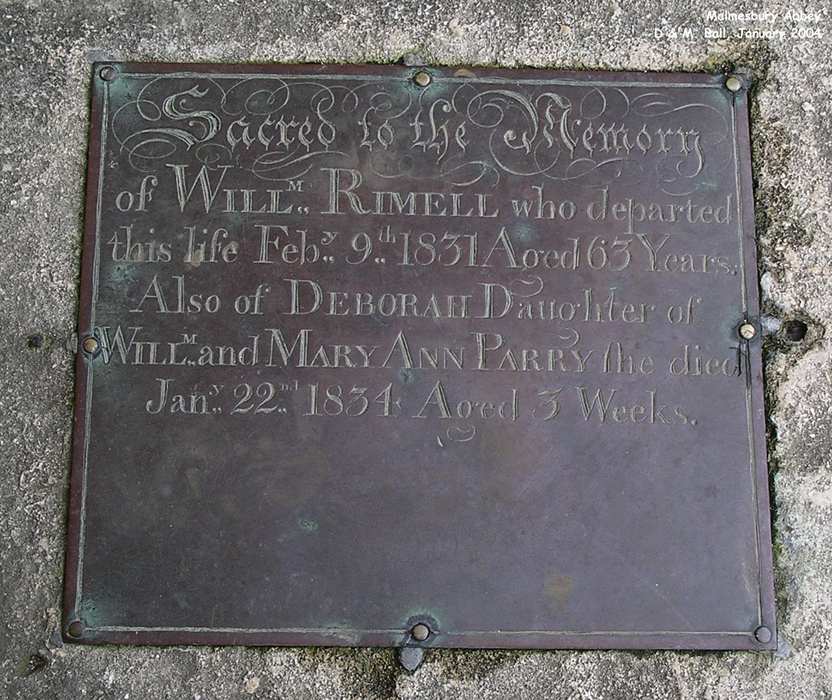 Malmesbury Abbey
D & M Ball, January 2004
Sacred to the Memory
of WILLM. RIMELL who departed
this life Feby. 9th. 1831 Aged 63 Years.
Also of DEBORAH Daughter of
WILLM. and MARY ANN PARRY ſhe died
Jany. 22nd. 1834 Aged 3 Weeks.